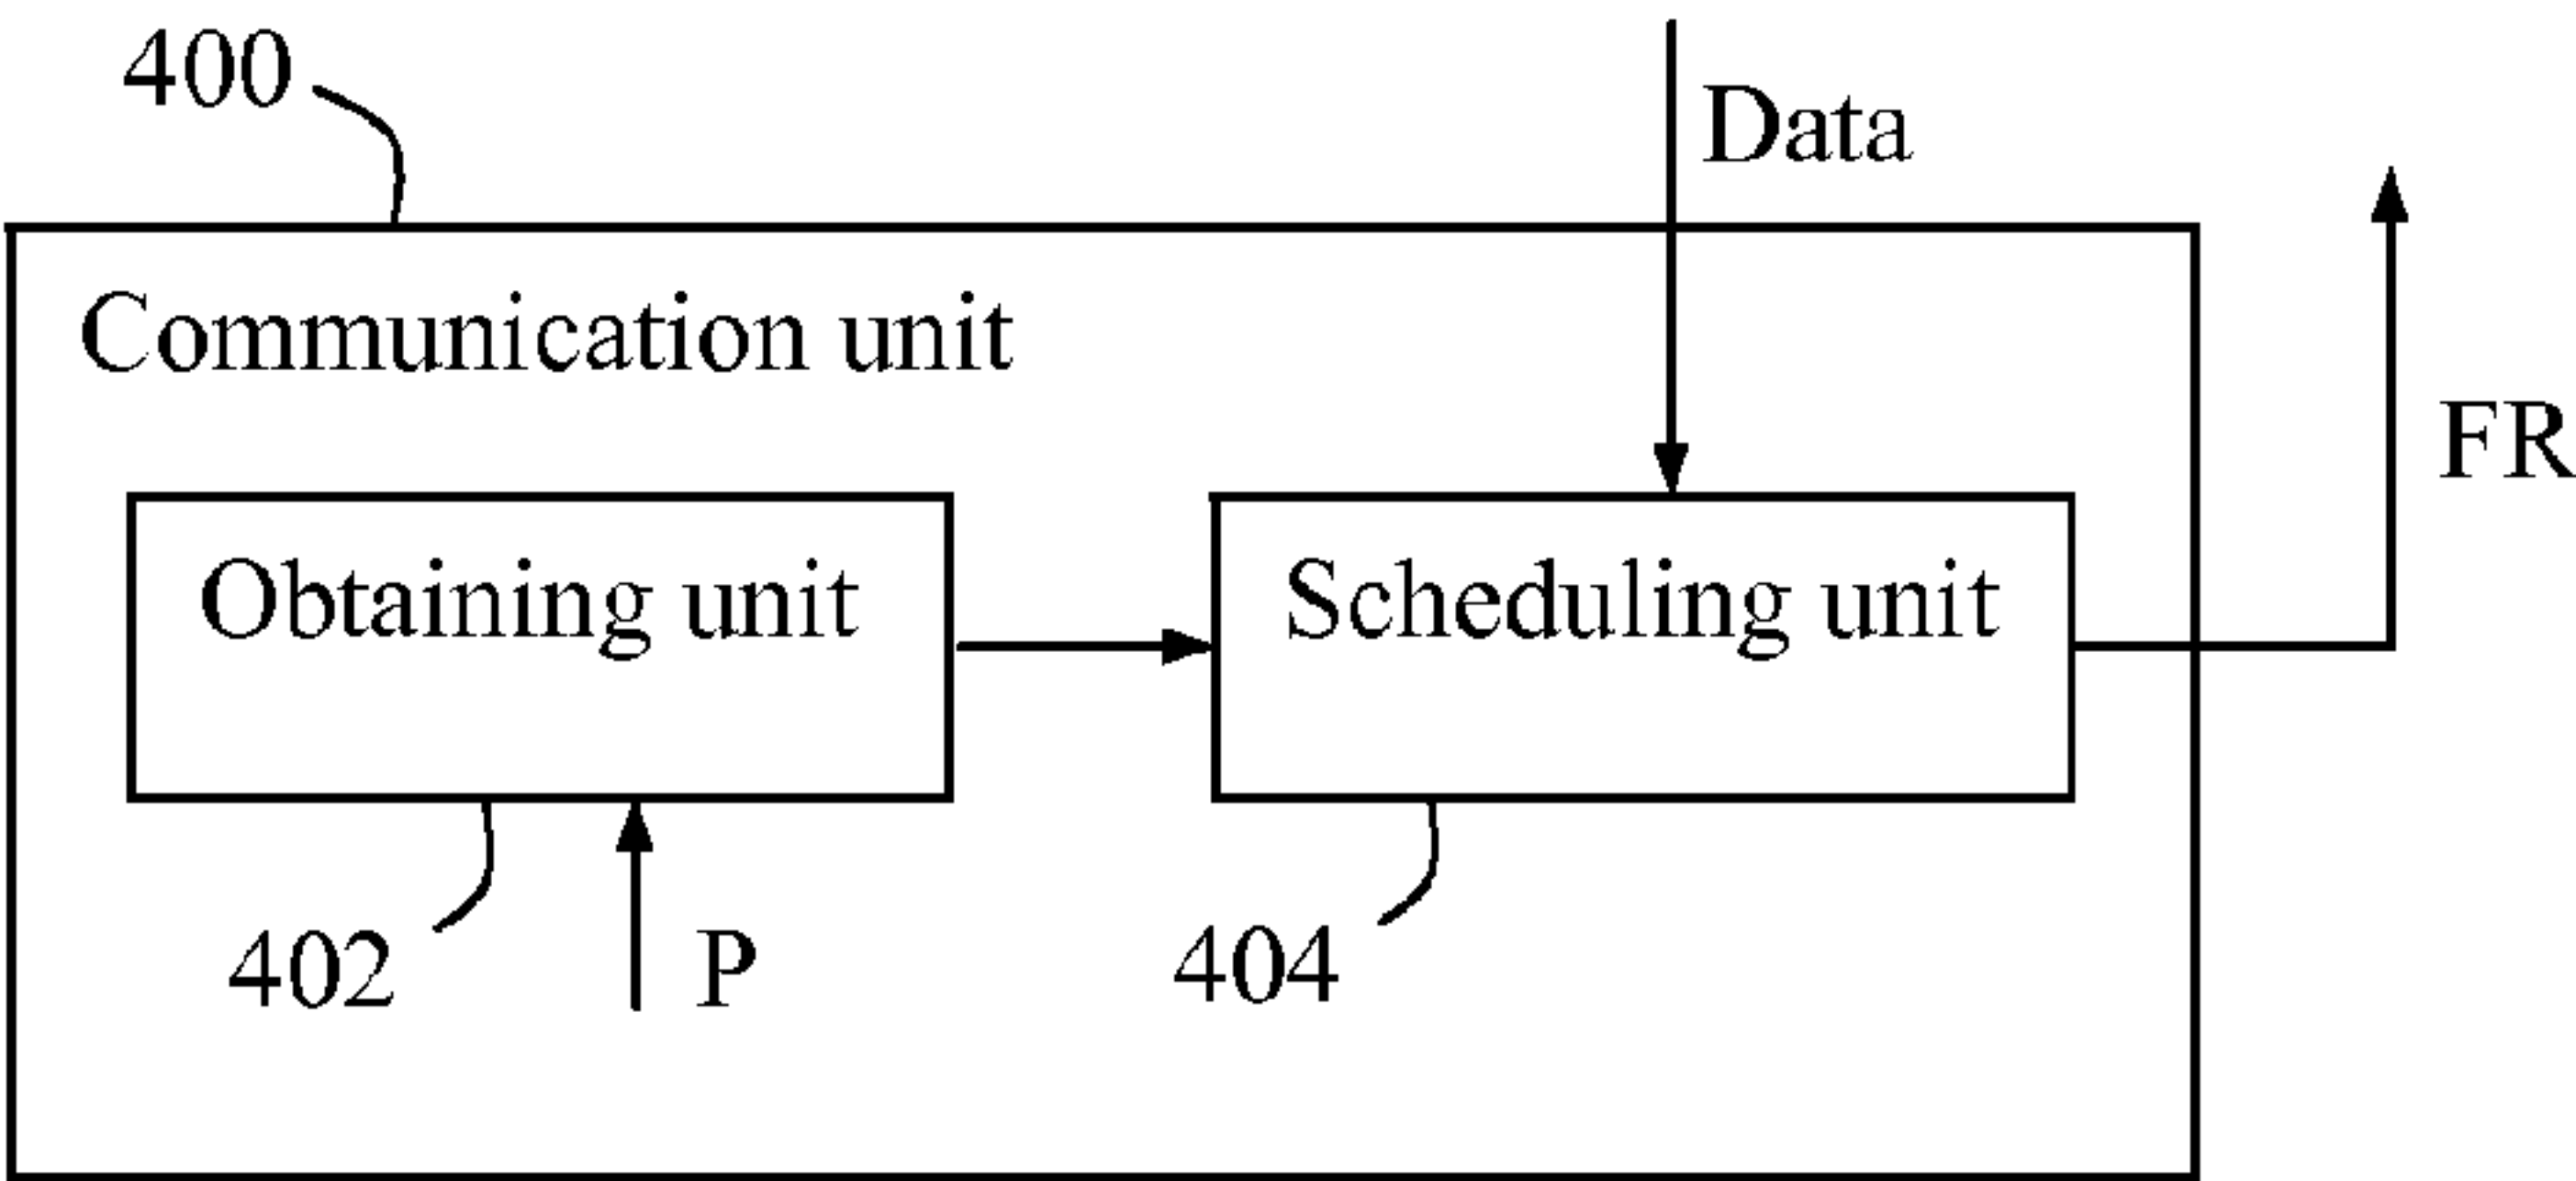 400
Data
Communication unit
FR
Obtaining unit
Scheduling unit
402
P
404